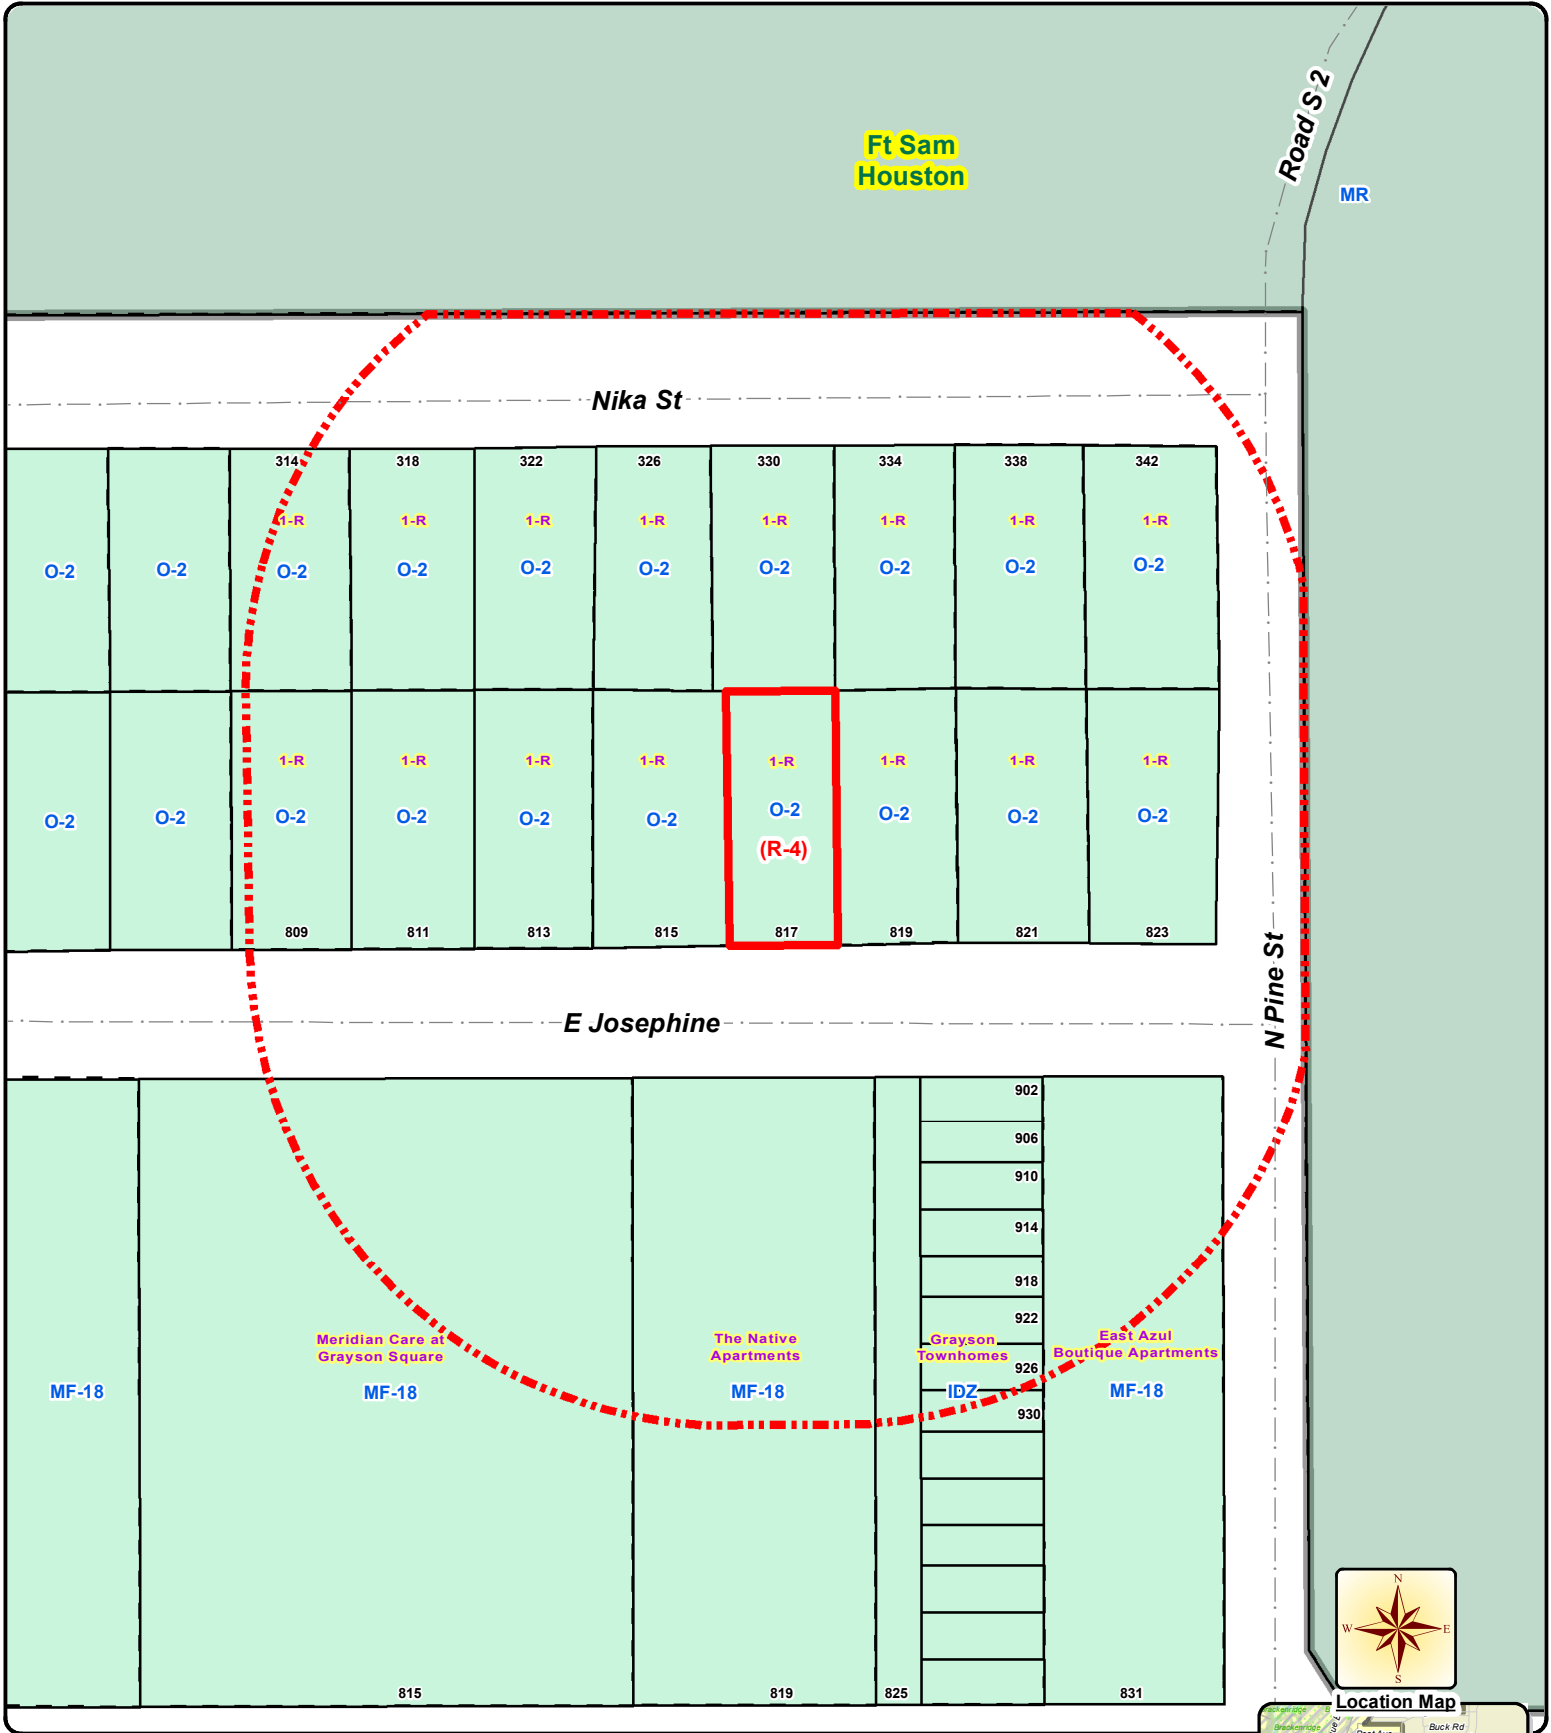 Road S 2
Ft Sam
Houston
MR
Nika St
314
318
322
326
330
334
338
342
1-R
1-R
1-R
1-R
1-R
1-R
1-R
1-R
O-2
O-2
O-2
O-2
O-2
O-2
O-2
O-2
O-2
O-2
1-R
1-R
1-R
1-R
1-R
1-R
1-R
1-R
O-2
O-2
O-2
O-2
O-2
O-2
O-2
O-2
O-2
O-2
(R-4)
809
811
813
815
817
819
821
823
N Pine St
E Josephine
902
906
910
914
918
922
926
930
Meridian Care at
Grayson Square
The Native
Apartments
Grayson
Townhomes
East Azul
Boutique Apartments
MF-18
MF-18
MF-18
IDZ
MF-18
815
819
825
831
N
W
E
S
Location Map
Brackenridge
Buck Rd